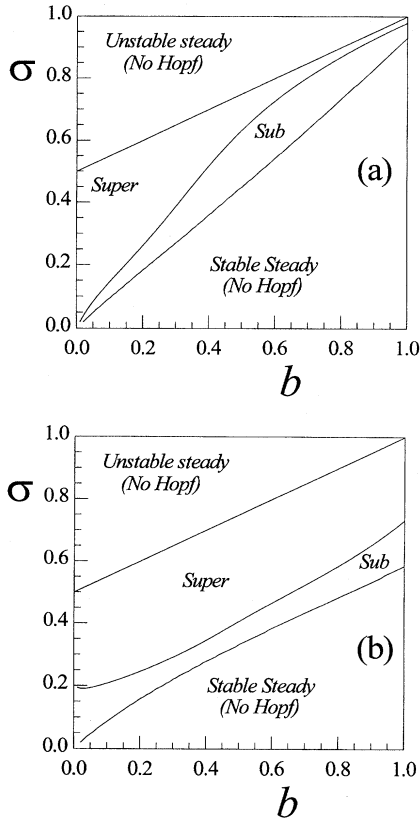 1.0
Unstable steady
(No Hopf)
σ
0.8
0.6
Sub
0.4
Super
(a)
0.2
Stable Steady
(No Hopf)
0.0
0.0 0.2 0.4 0.6 0.8 1.0
b
1.0
Unstable steady
(No Hopf)
σ
0.8
0.6
Super
Sub
0.4
(b)
0.2
Stable Steady
(No Hopf)
0.0
0.0 0.2 0.4 0.6 0.8 1.0
b